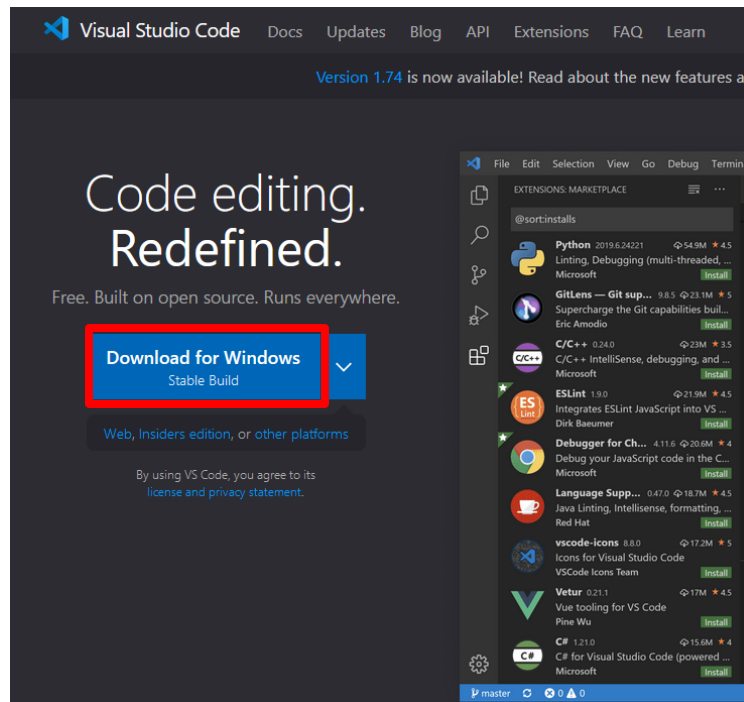 Visual Studio Code Docs Updates Blog API Extensions FAQ Learn
Version 1.74 is now available! Read about the new features a
Code editing.
Redefined.
Free. Built on open source. Runs everywhere.
Download for Windows
Stable Build
Web, Insiders edition, or other platforms
By using VS Code, you agree to its
license and privacy statement.
File Edit Selection View Go Debug Termin
EXTENSIONS: MARKETPLACE
@sort:installs
Python 2019.6.24221 54.9M ★ 4.5
Linting, Debugging (multi-threaded, ...
Microsoft Install
GitLens — Git sup... 9.8.5 23.1M ★ 5
Supercharge the Git capabilities buil...
Eric Amodio Install
C/C++ 0.24.0 23M ★ 3.5
C/C++ IntelliSense, debugging, and ...
Microsoft Install
ESLint 1.9.0 21.9M ★ 4.5
Integrates ESLint JavaScript into VS ...
Dirk Baeumer Install
Debugger for Ch... 4.11.6 20.6M ★ 4
Debug your JavaScript code in the C...
Microsoft Install
Language Supp... 0.47.0 18.7M ★ 4.5
Java Linting, Intellisense, formatting, ...
Red Hat Install
vscode-icons 8.8.0 17.2M ★ 5
Icons for Visual Studio Code
VSCode Icons Team Install
Vetur 0.21.1 17M ★ 4.5
Vue tooling for VS Code
Pine Wu Install
C# 1.21.0 15.6M ★ 4
C# for Visual Studio Code (powered ...
Microsoft Install
C/C++
ES
Lint
C#
master 0 0